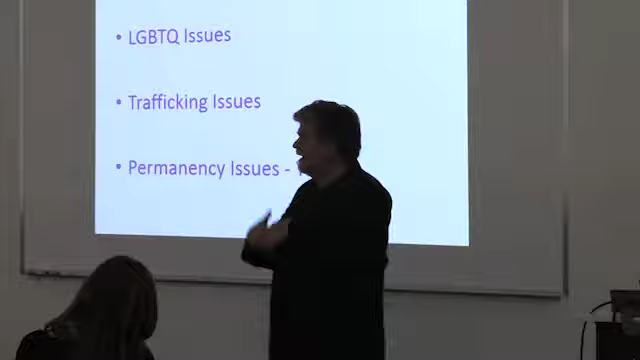 • LGBTQ Issues
• Trafficking Issues
• Permanency Issues -